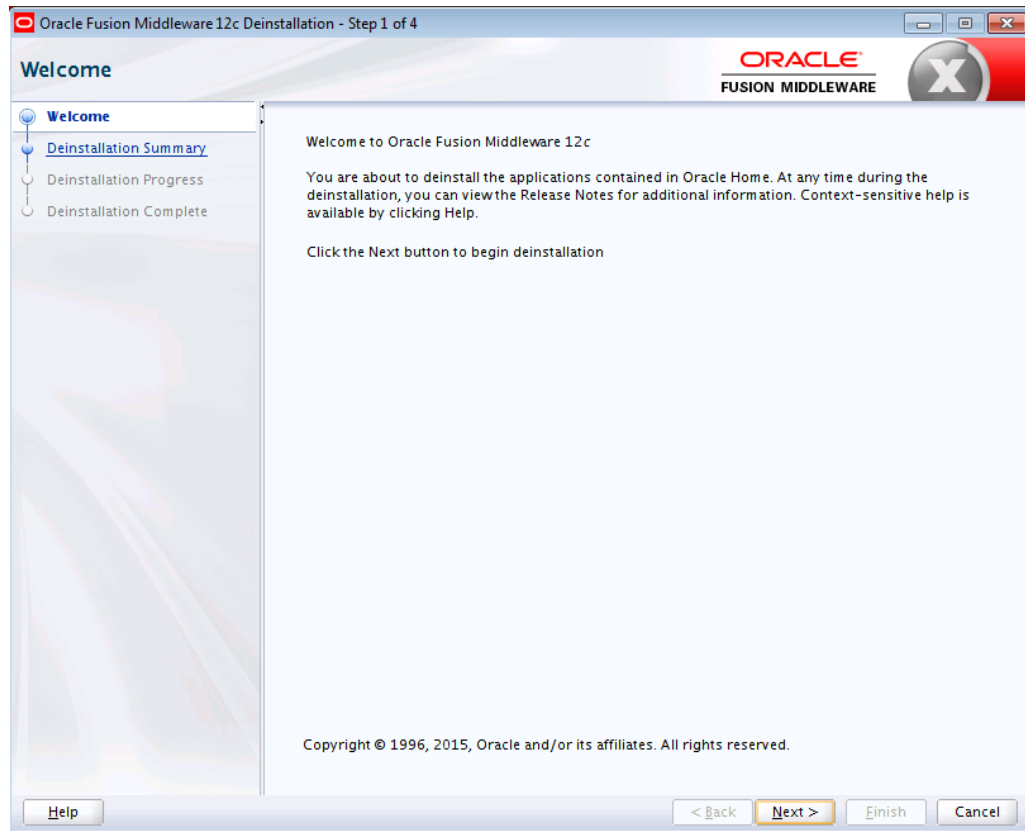 Oracle Fusion Middleware 12c Deinstallation - Step 1 of 4
Welcome
ORACLE
FUSION MIDDLEWARE
X
Welcome
Deinstallation Summary
Deinstallation Progress
Deinstallation Complete
Welcome to Oracle Fusion Middleware 12c
You are about to deinstall the applications contained in Oracle Home. At any time during the
deinstallation, you can view the Release Notes for additional information. Context-sensitive help is
available by clicking Help.
Click the Next button to begin deinstallation
Copyright © 1996, 2015, Oracle and/or its affiliates. All rights reserved.
Help
< Back
Next >
Finish
Cancel